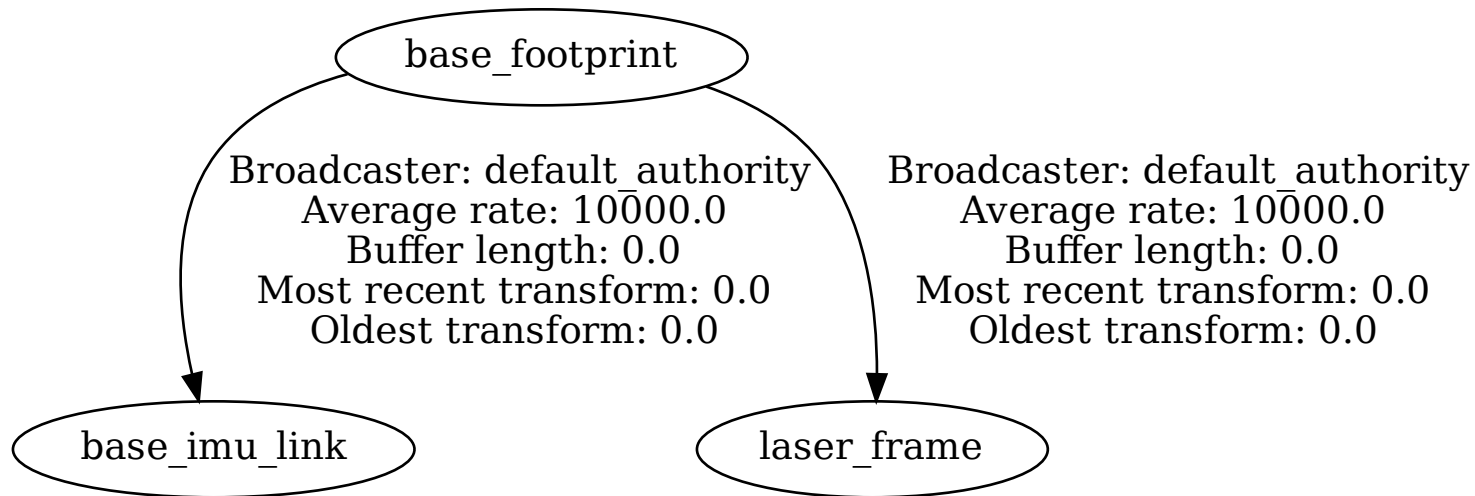 base_footprint
Broadcaster: default_authority
Average rate: 10000.0
Buffer length: 0.0
Most recent transform: 0.0
Oldest transform: 0.0
Broadcaster: default_authority
Average rate: 10000.0
Buffer length: 0.0
Most recent transform: 0.0
Oldest transform: 0.0
base_imu_link
laser_frame